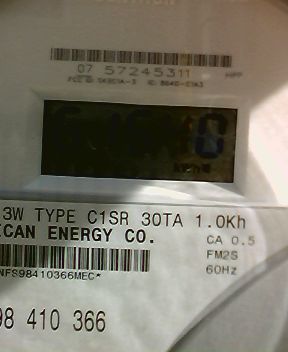 07 57245311
3W TYPE C1SR 30TA 1.0Kh
ICAN ENERGY CO.
CA 0.5
FM2S
60Hz
NFS98410366MEC*
98 410 366